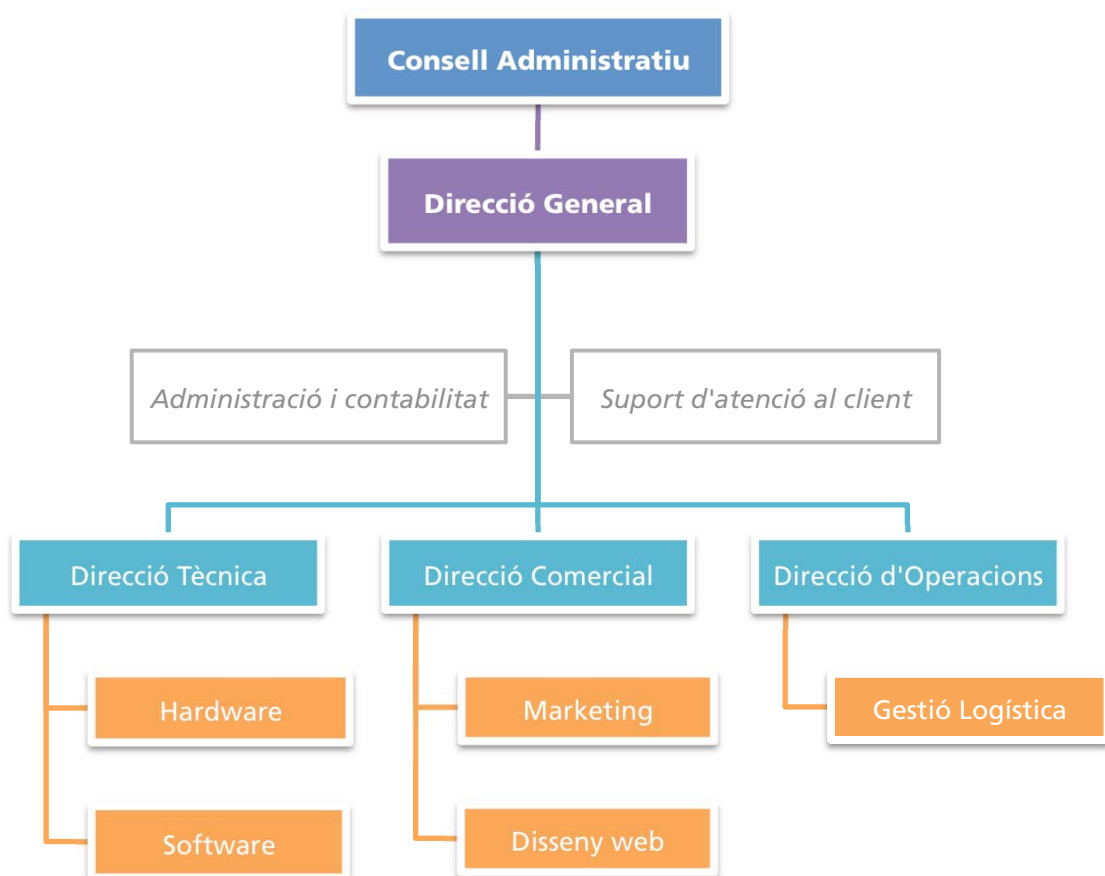 Consell Administratiu
Direcció General
Administració i contabilitat
Suport d'atenció al client
Direcció Tècnica
Direcció Comercial
Direcció d'Operacions
Hardware
Marketing
Gestió Logística
Software
Disseny web